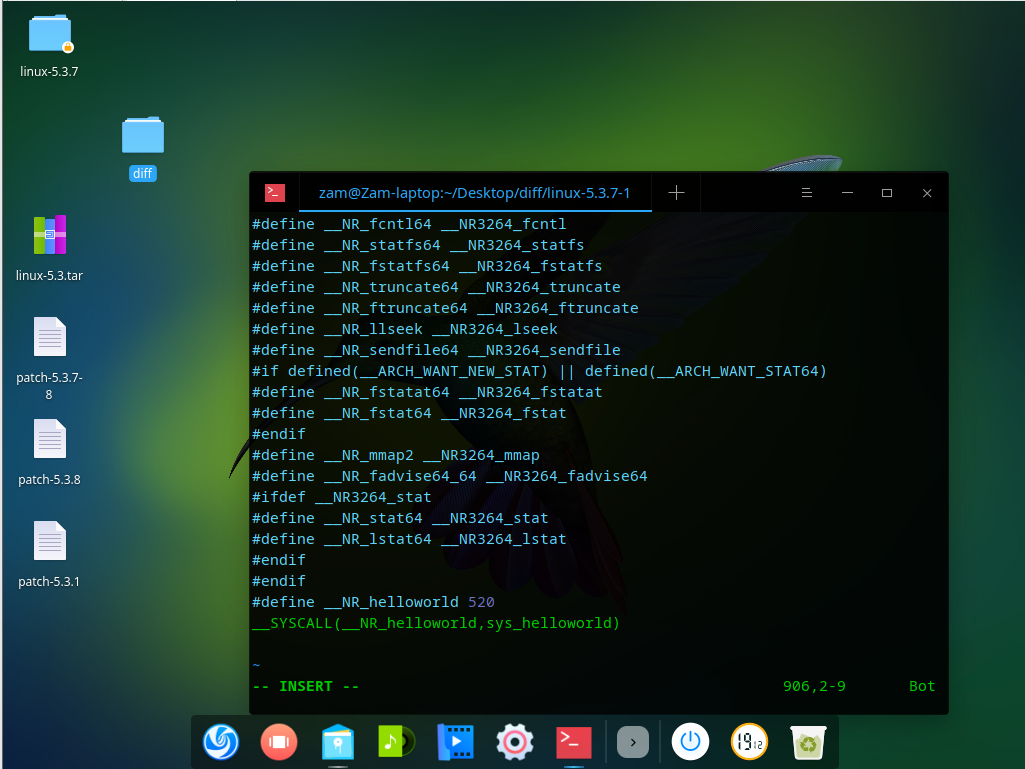 linux-5.3.7
diff
linux-5.3.tar
patch-5.3.7-
8
patch-5.3.8
patch-5.3.1
zam@Zam-laptop:~/Desktop/diff/linux-5.3.7-1
#define __NR_fcntl64 __NR3264_fcntl
#define __NR_statfs64 __NR3264_statfs
#define __NR_fstatfs64 __NR3264_fstatfs
#define __NR_truncate64 __NR3264_truncate
#define __NR_ftruncate64 __NR3264_ftruncate
#define __NR_llseek __NR3264_lseek
#define __NR_sendfile64 __NR3264_sendfile
#if defined(__ARCH_WANT_NEW_STAT) || defined(__ARCH_WANT_STAT64)
#define __NR_fstatat64 __NR3264_fstatat
#define __NR_fstat64 __NR3264_fstat
#endif
#define __NR_mmap2 __NR3264_mmap
#define __NR_fadvise64_64 __NR3264_fadvise64
#ifdef __NR3264_stat
#define __NR_stat64 __NR3264_stat
#define __NR_lstat64 __NR3264_lstat
#endif
#endif
#define __NR_helloworld 520
__SYSCALL(__NR_helloworld,sys_helloworld)
~
-- INSERT -- 906,2-9 Bot
19 12